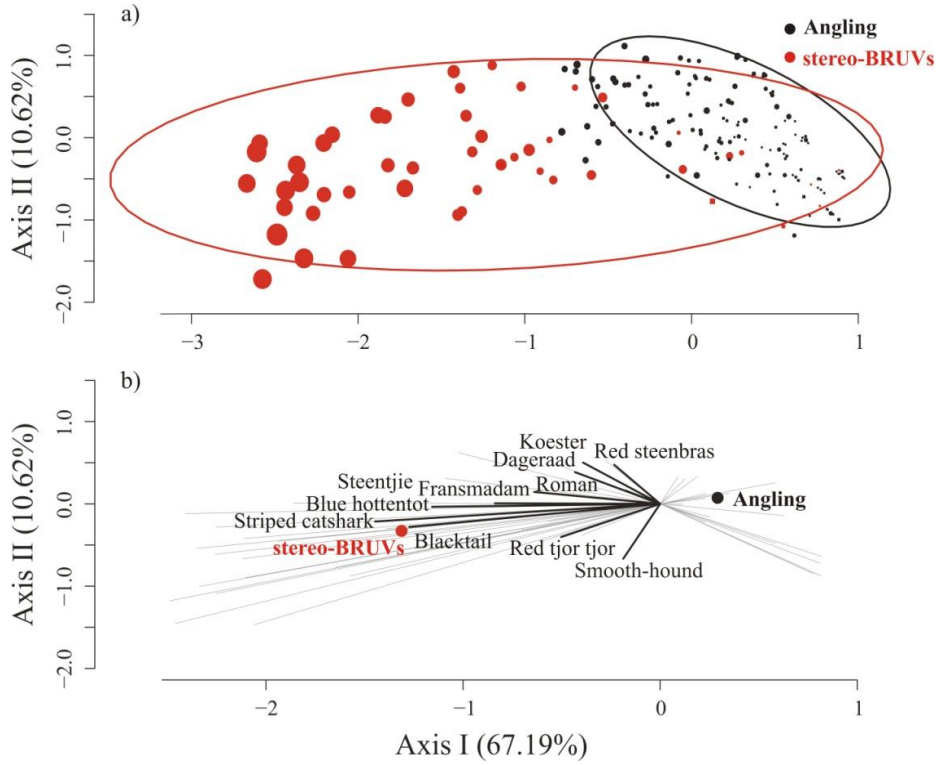 a)
Angling
stereo-BRUVs
Axis II (10.62%)
1.0
0.0
−1.0
−2.0
−3
−2
−1
0
1
b)
Axis II (10.62%)
1.0
0.0
−1.0
−2.0
Koester
Red steenbras
Dageraad
Steentjie
Fransmadam
Roman
Blue hottentot
Angling
Striped catshark
stereo-BRUVs
Blacktail
Red tjor tjor
Smooth-hound
−2
−1
0
1
Axis I (67.19%)